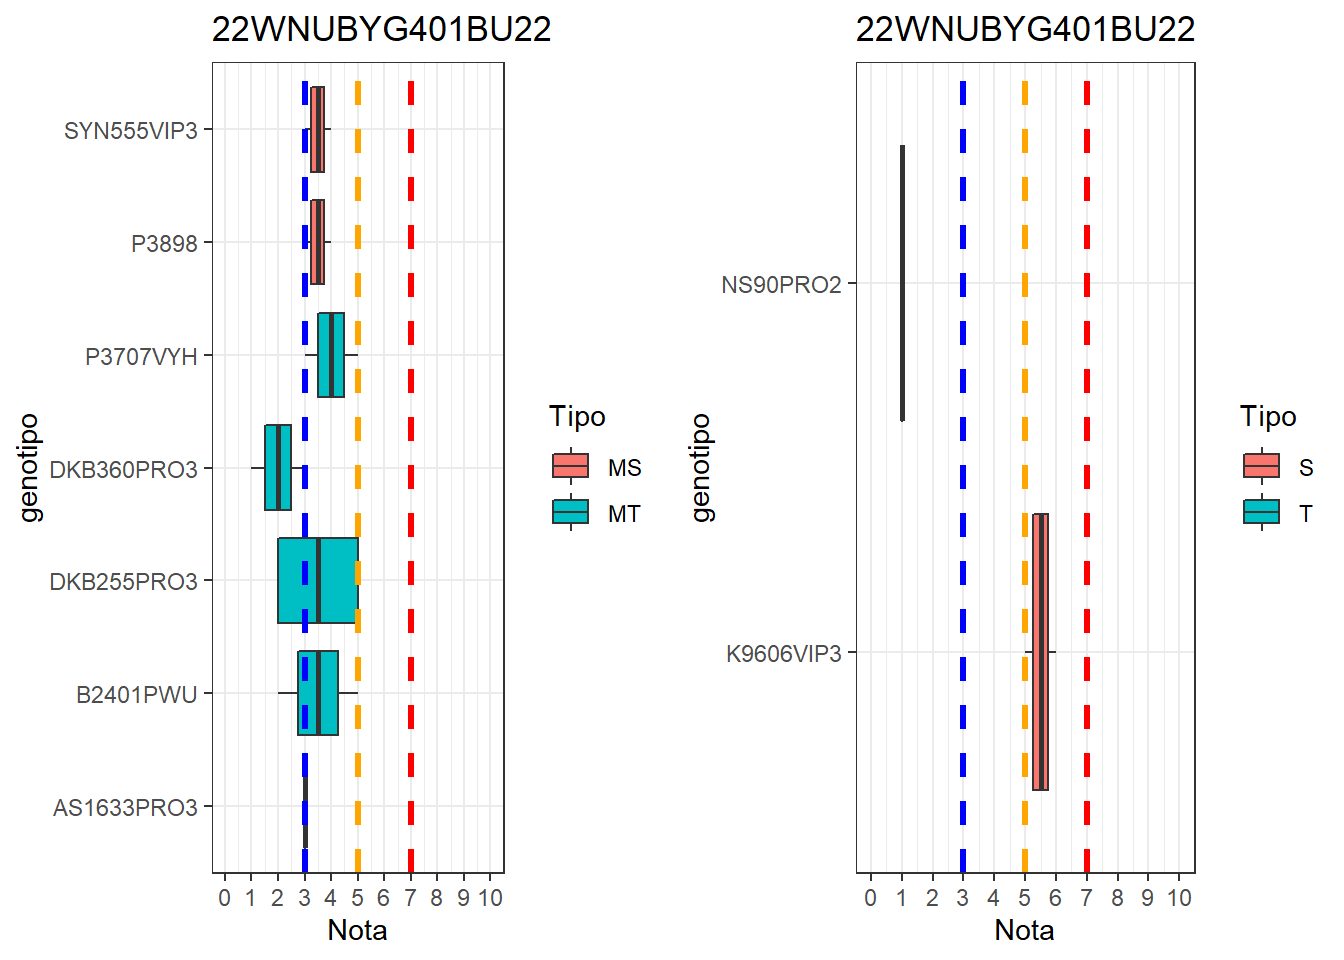 22WNUBYG401BU22
genotipo
SYN555VIP3
P3898
P3707VYH
DKB360PRO3
DKB255PRO3
B2401PWU
AS1633PRO3
0 1 2 3 4 5 6 7 8 9 10
Nota
Tipo
MS
MT
22WNUBYG401BU22
genotipo
NS90PRO2
K9606VIP3
0 1 2 3 4 5 6 7 8 9 10
Nota
Tipo
S
T